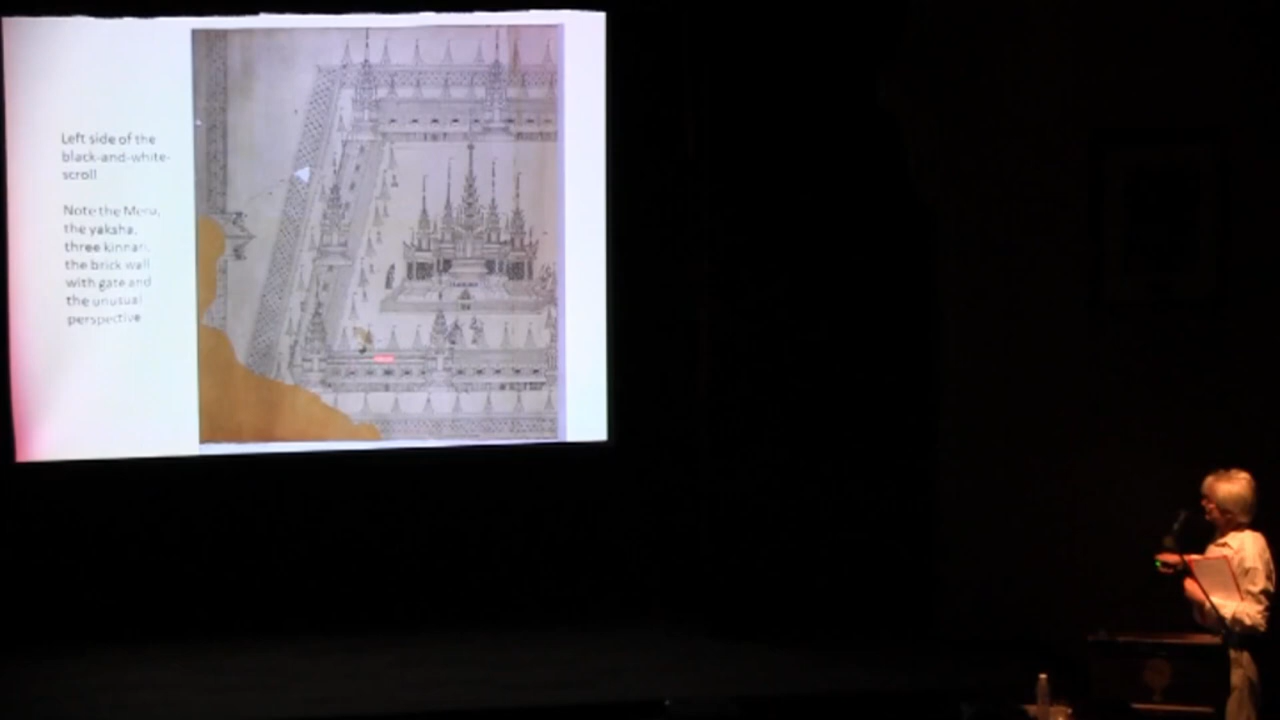 Left side of the
black-and-white-
scroll
Note the Meru,
the yaksha,
three kinnari,
the brick wall
with gate and
the unusual
perspective